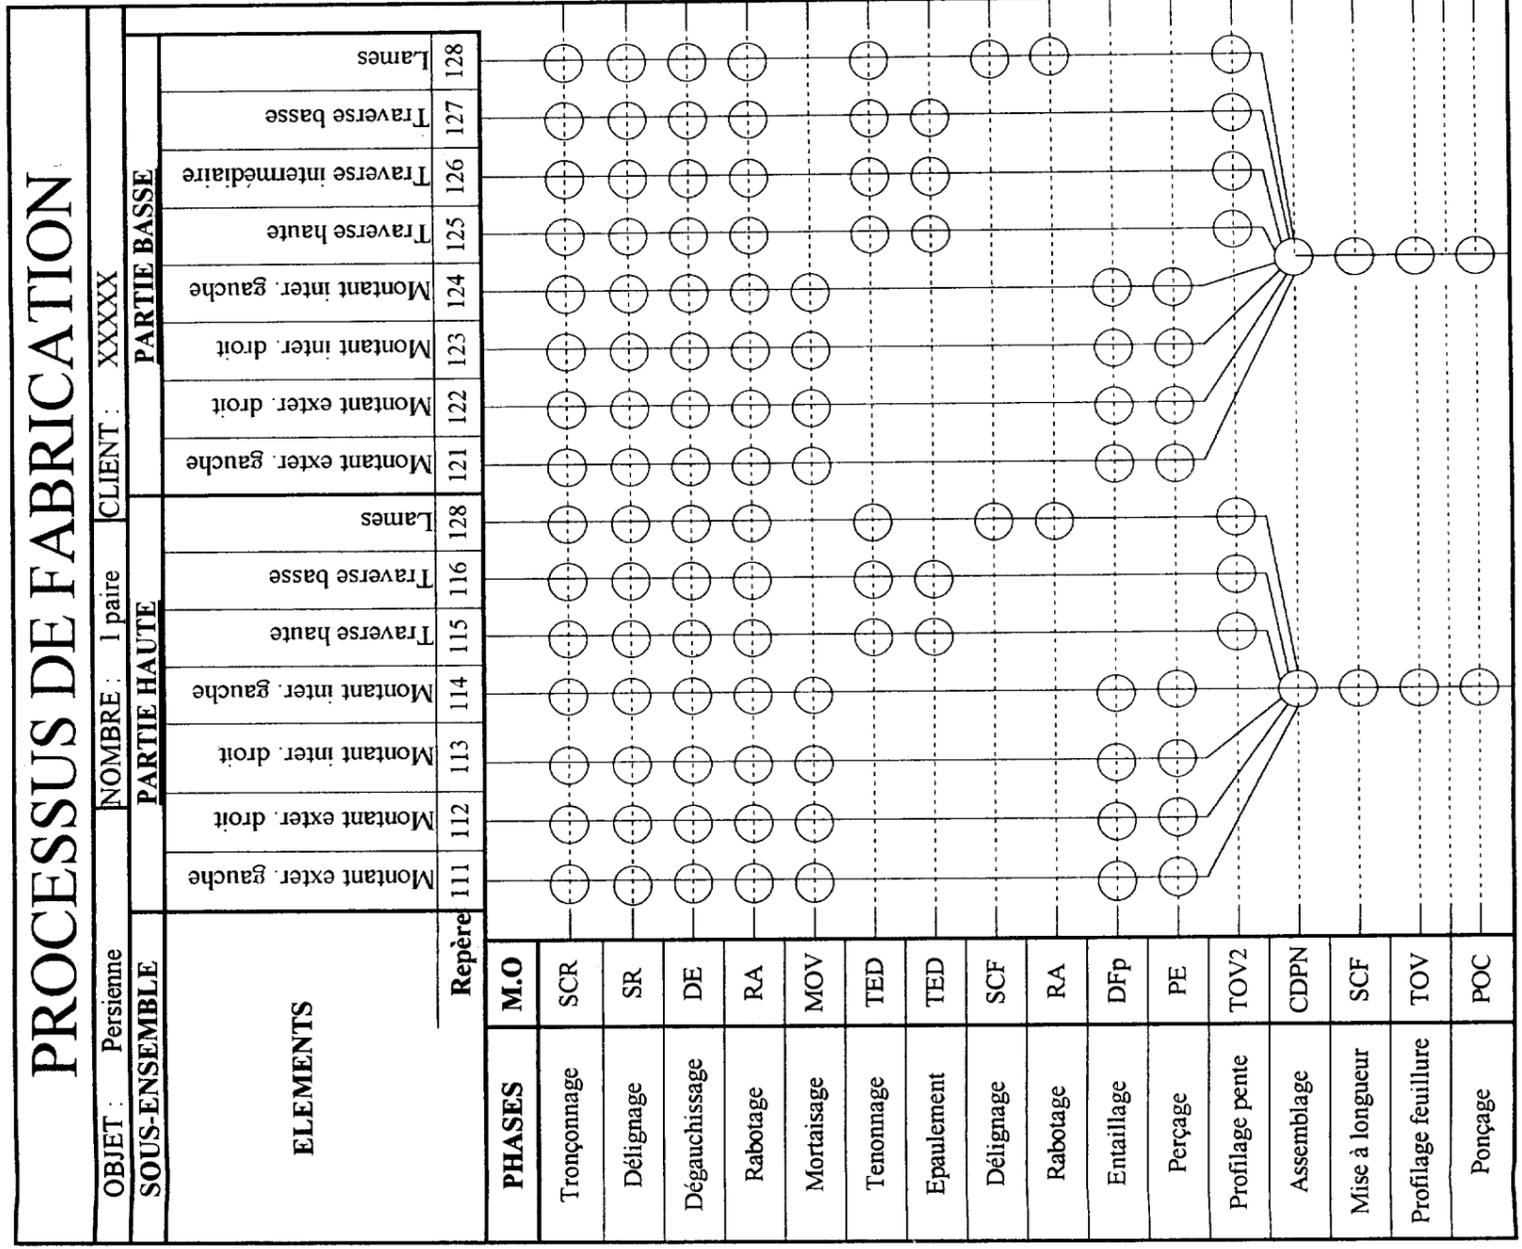 PROCESSUS DE FABRICATION
OBJET : Persienne NOMBRE : 1 paire CLIENT : XXXXX
SOUS-ENSEMBLE PARTIE HAUTE PARTIE BASSE
ELEMENTS
Montant exter. gauche
Montant exter. droit
Montant inter. droit
Montant inter. gauche
Traverse haute
Traverse basse
Lames
Montant exter. gauche
Montant exter. droit
Montant inter. droit
Montant inter. gauche
Traverse haute
Traverse intermédiaire
Traverse basse
Lames
Repère 111 112 113 114 115 116 128 121 122 123 124 125 126 127 128
PHASES M.O
Tronçonnage SCR
Délignage SR
Dégauchissage DE
Rabotage RA
Mortaisage MOV
Tenonnage TED
Epaulement TED
Délignage SCF
Rabotage RA
Entaillage DFp
Perçage PE
Profilage pente TOV2
Assemblage CDPN
Mise à longueur SCF
Profilage feuillure TOV
Ponçage POC